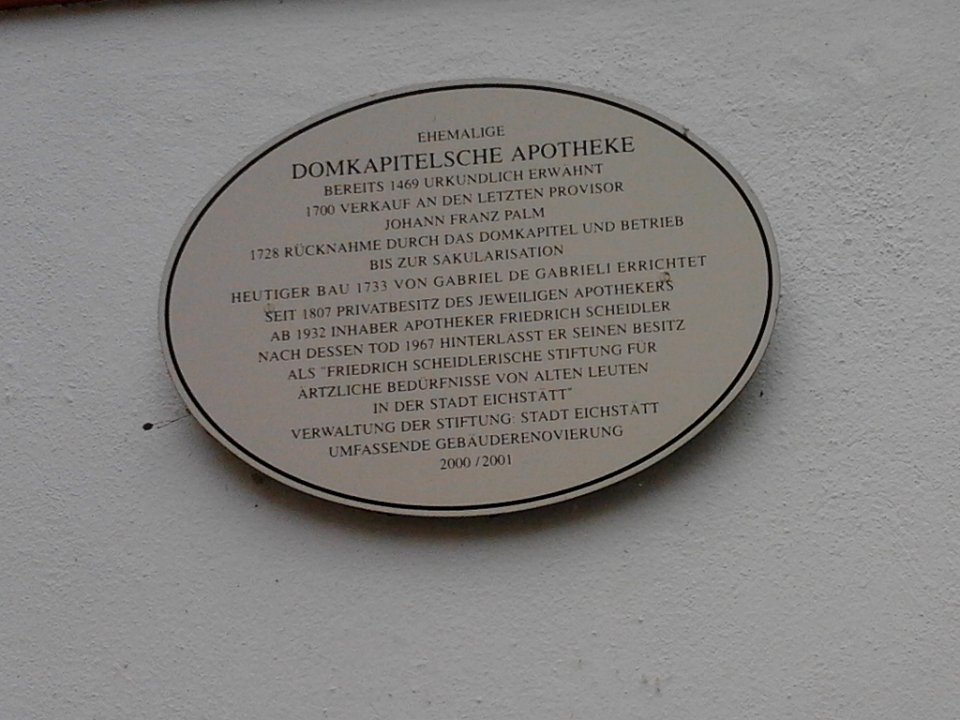 EHEMALIGE
DOMKAPITELSCHE APOTHEKE
BEREITS 1469 URKUNDLICH ERWÄHNT
1700 VERKAUF AN DEN LETZTEN PROVISOR
JOHANN FRANZ PALM
1728 RÜCKNAHME DURCH DAS DOMKAPITEL UND BETRIEB
BIS ZUR SAKULARISATION
HEUTIGER BAU 1733 VON GABRIEL DE GABRIELI ERRICHTET
SEIT 1807 PRIVATBESITZ DES JEWEILIGEN APOTHEKERS
AB 1932 INHABER APOTHEKER FRIEDRICH SCHEIDLER
NACH DESSEN TOD 1967 HINTERLÄSST ER SEINEN BESITZ
ALS "FRIEDRICH SCHEIDLERISCHE STIFTUNG FÜR
ÄRTZLICHE BEDÜRFNISSE VON ALTEN LEUTEN
IN DER STADT EICHSTÄTT"
VERWALTUNG DER STIFTUNG: STADT EICHSTÄTT
UMFASSENDE GEBÄUDERENOVIERUNG
2000 / 2001